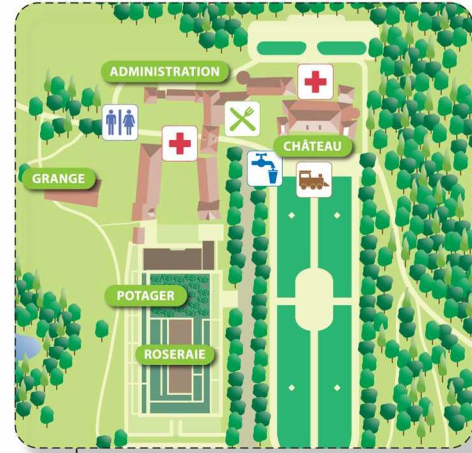 ADMINISTRATION
CHÂTEAU
GRANGE
POTAGER
ROSERAIE